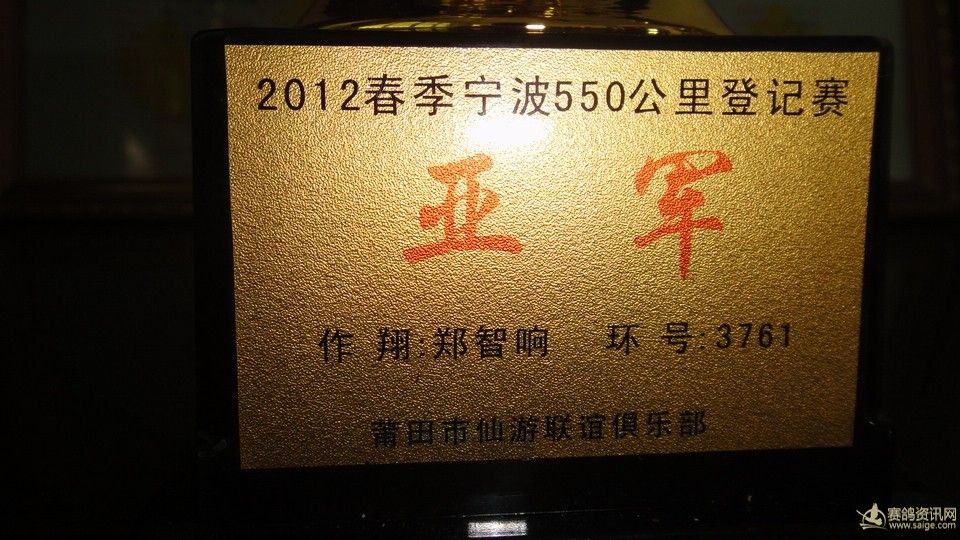 2012春季宁波550公里登记赛
亚军
作翔:郑智响 环号:3761
莆田市仙游联谊俱乐部
赛鸽资讯网
www.saige.com